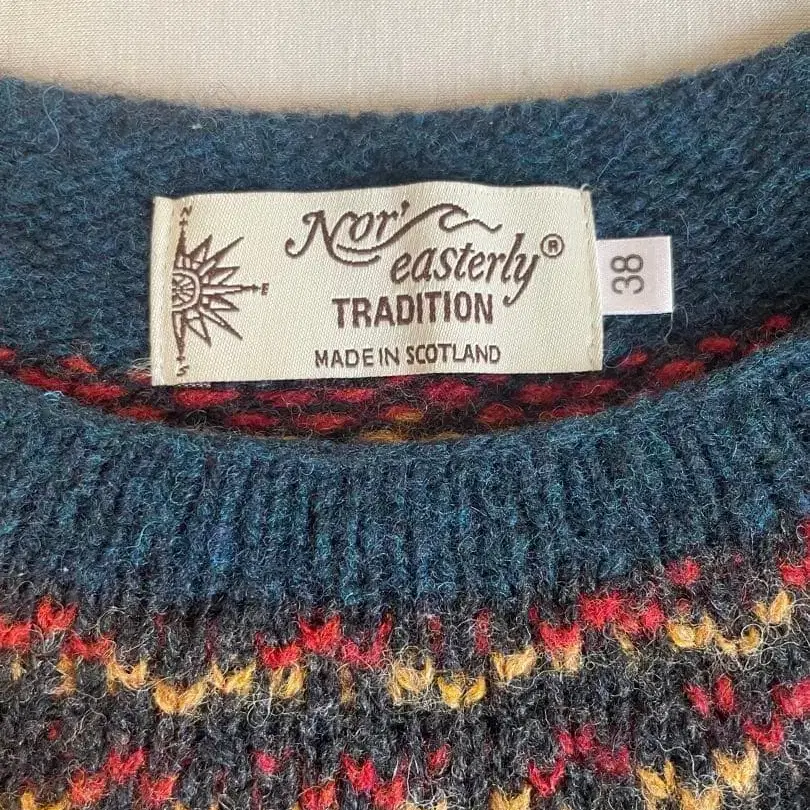 Nor'
easterly®
TRADITION
MADE IN SCOTLAND
N
E
S
38